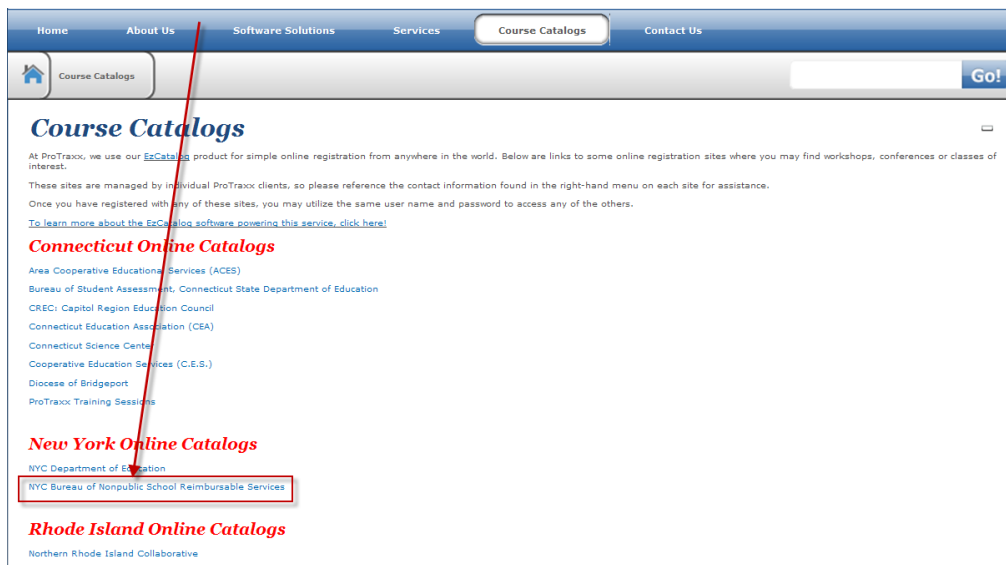 Home About Us Software Solutions Services Course Catalogs Contact Us
Course Catalogs Go!
Course Catalogs
At ProTraxx, we use our EzCatalog product for simple online registration from anywhere in the world. Below are links to some online registration sites where you may find workshops, conferences or classes of
interest.
These sites are managed by individual ProTraxx clients, so please reference the contact information found in the right-hand menu on each site for assistance.
Once you have registered with any of these sites, you may utilize the same user name and password to access any of the others.
To learn more about the EzCatalog software powering this service, click here!
Connecticut Online Catalogs
Area Cooperative Educational Services (ACES)
Bureau of Student Assessment, Connecticut State Department of Education
CREC: Capitol Region Education Council
Connecticut Education Association (CEA)
Connecticut Science Center
Cooperative Education Services (C.E.S.)
Diocese of Bridgeport
ProTraxx Training Sessions
New York Online Catalogs
NYC Department of Education
NYC Bureau of Nonpublic School Reimbursable Services
Rhode Island Online Catalogs
Northern Rhode Island Collaborative